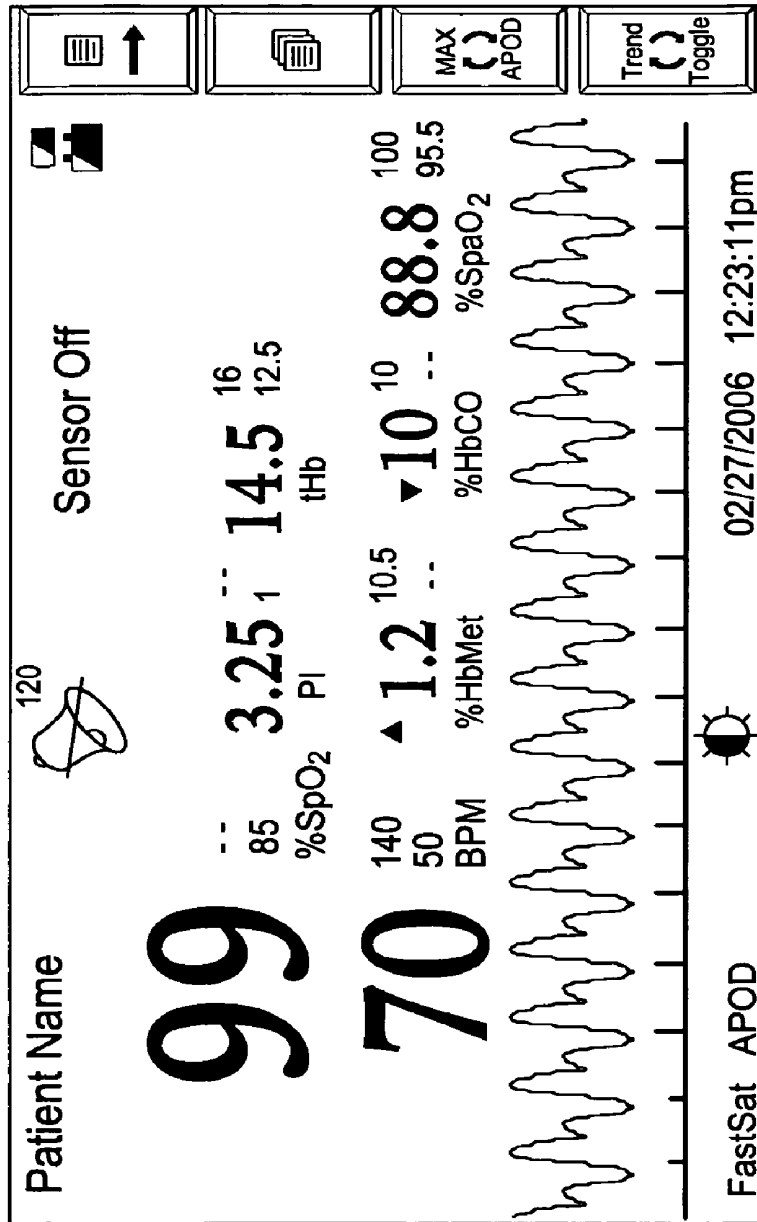 Patient Name
120
Sensor Off
99
--
85
%SpO2
3.25
1
--
PI
14.5
16
12.5
tHb
70
140
50
BPM
▲ 1.2
10.5
--
%HbMet
▼ 10
10
--
%HbCO
88.8
100
95.5
%SpaO2
FastSat APOD
02/27/2006 12:23:11pm
MAX
APOD
Trend
Toggle